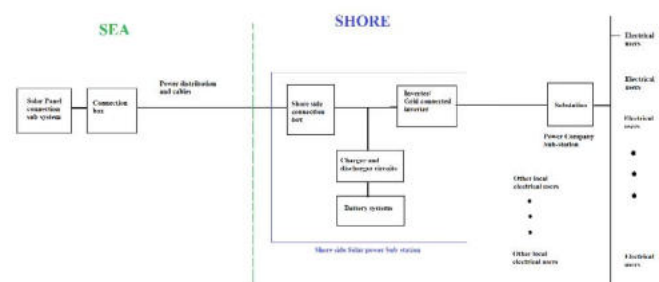 SEA
SHORE
Electrical
users
Power distribution
and cables
Inverter/
Grid connected
inverter
Electrical
users
Solar Panel
connection
sub system
Connection
box
Shore side
connection
port
Substation
Electrical
users
Power Company
Sub-station
Charger and
discharger circuits
Other local
electrical users
Battery systems
Shore side Solar power Sub station
Other local
electrical users
Electrical
users